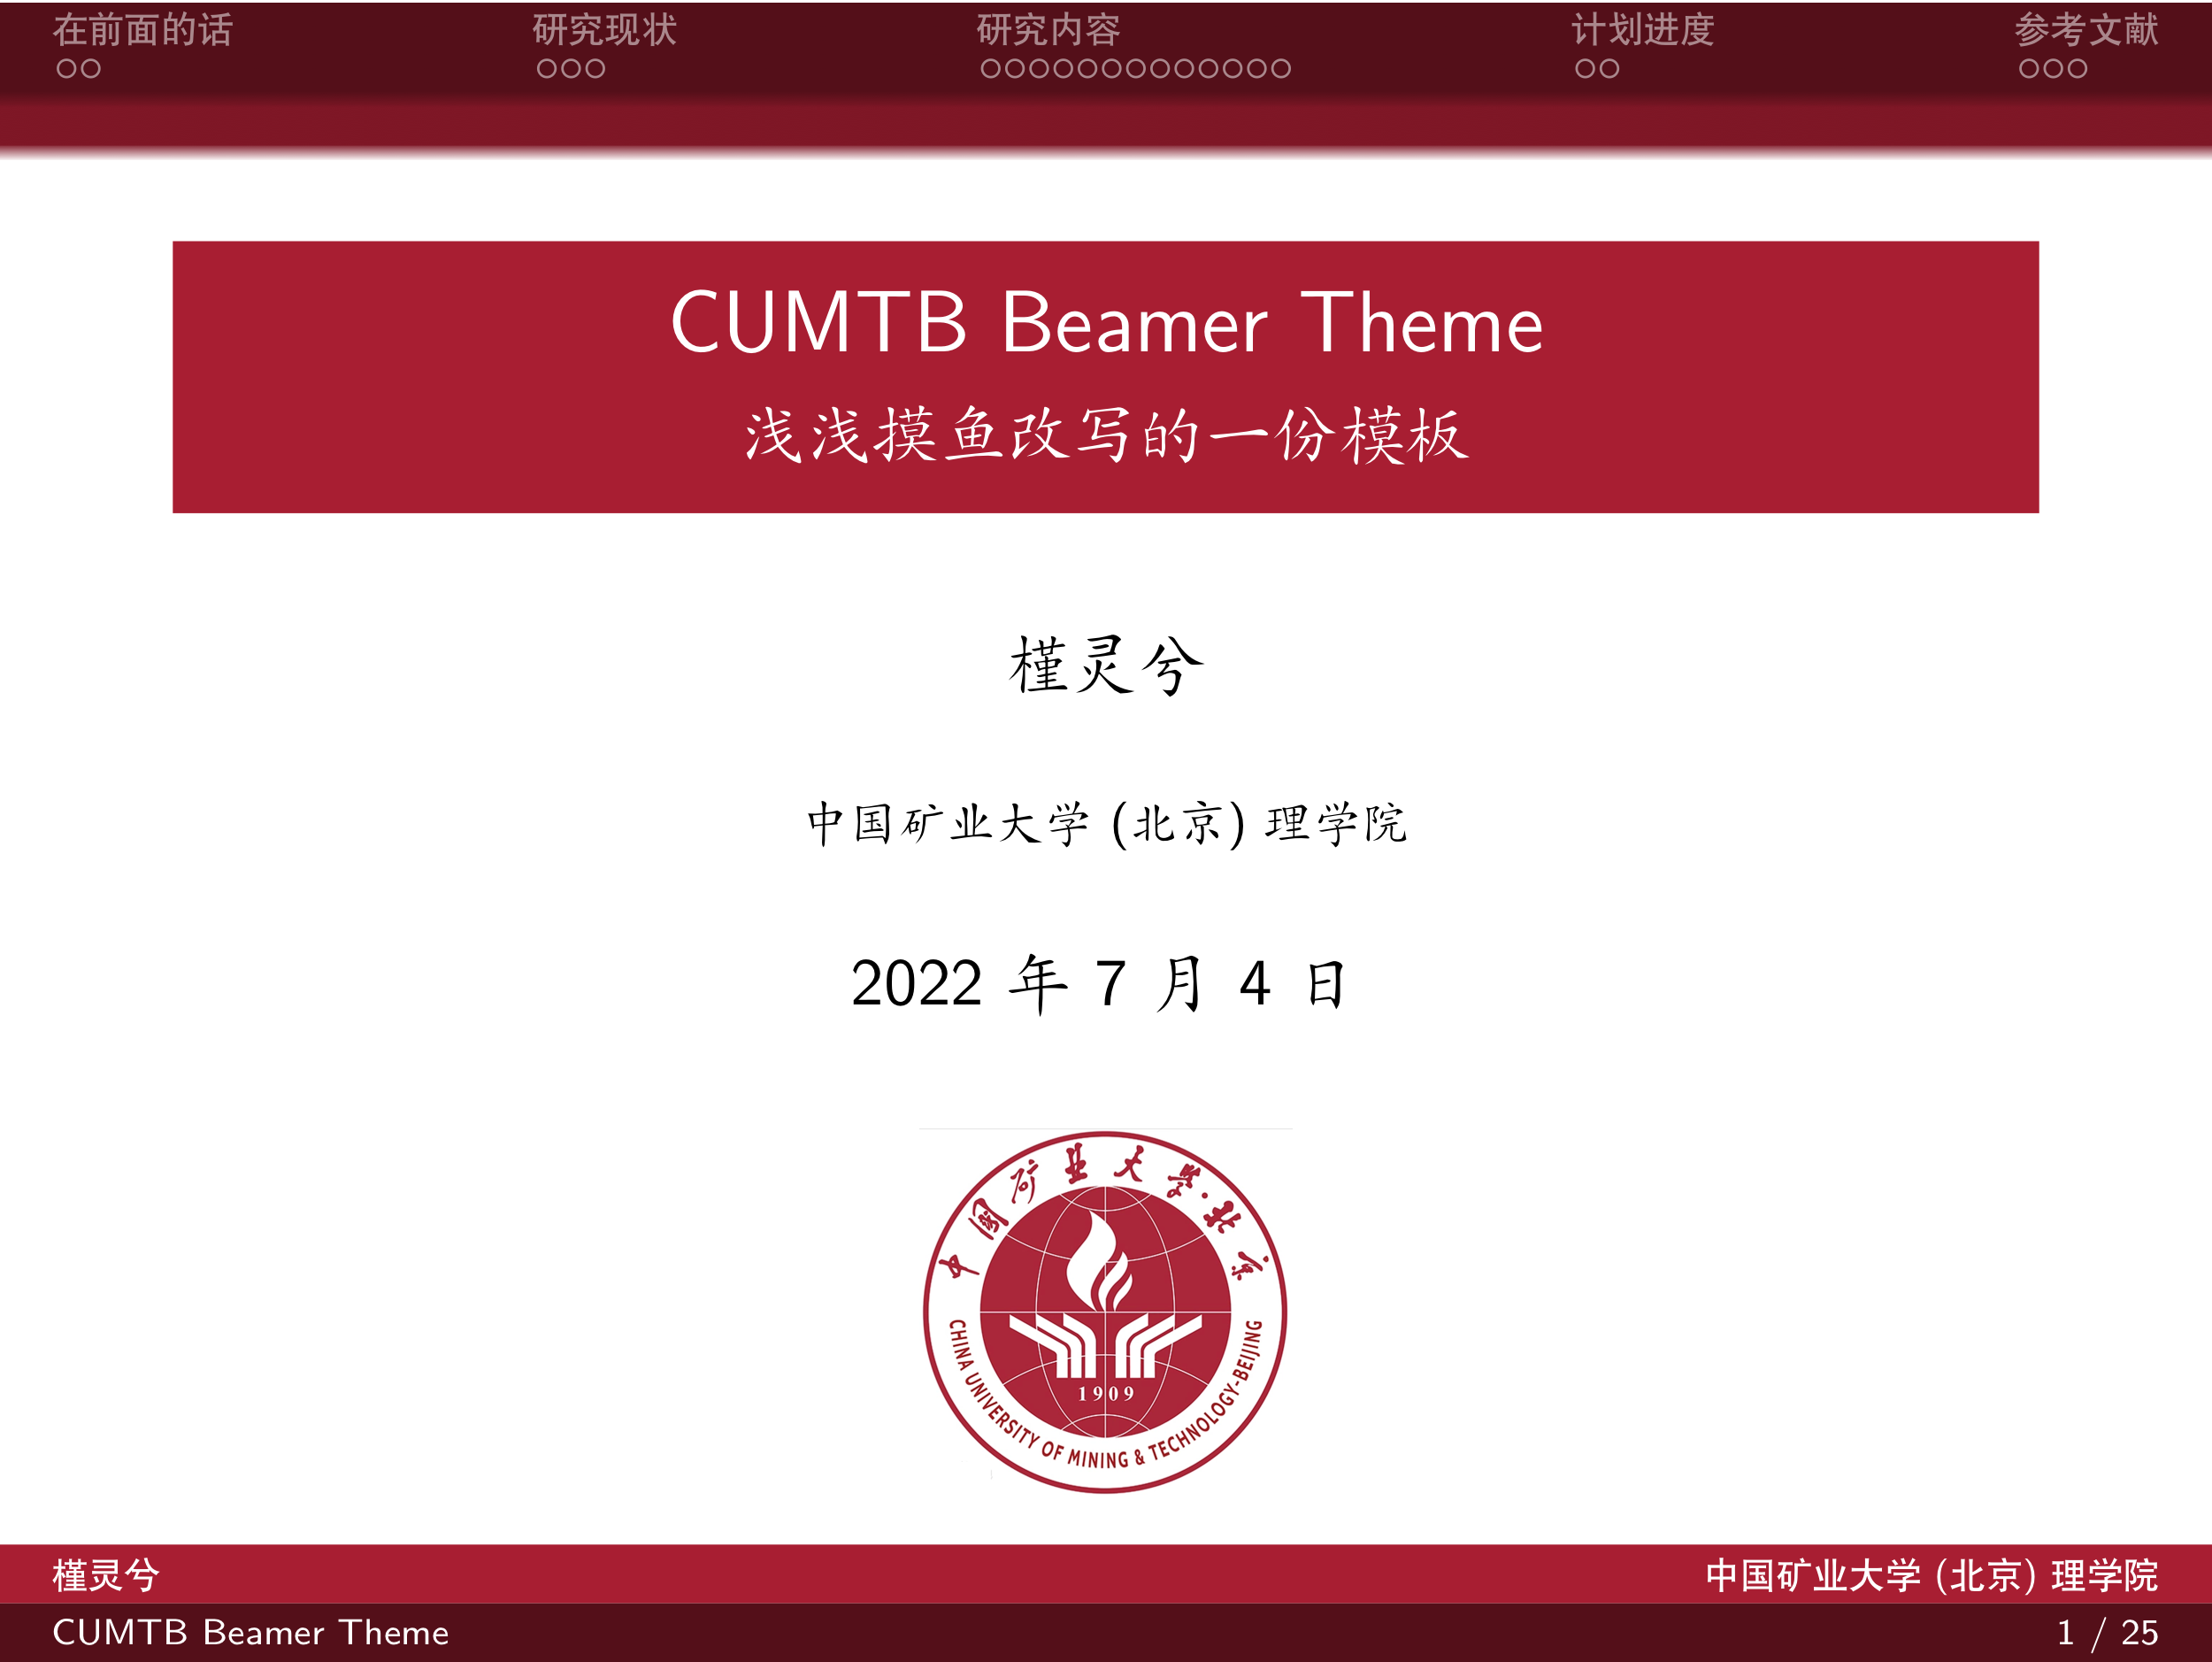 在前面的话 研究现状 研究内容 计划进度 参考文献
CUMTB Beamer Theme
浅浅摸鱼改写的一份模板
槿灵兮
中国矿业大学 (北京) 理学院
2022 年 7 月 4 日
中国矿业大学·北京
1909
CHINA UNIVERSITY OF MINING & TECHNOLOGY-BEIJING
槿灵兮 中国矿业大学 (北京) 理学院
CUMTB Beamer Theme 1 / 25